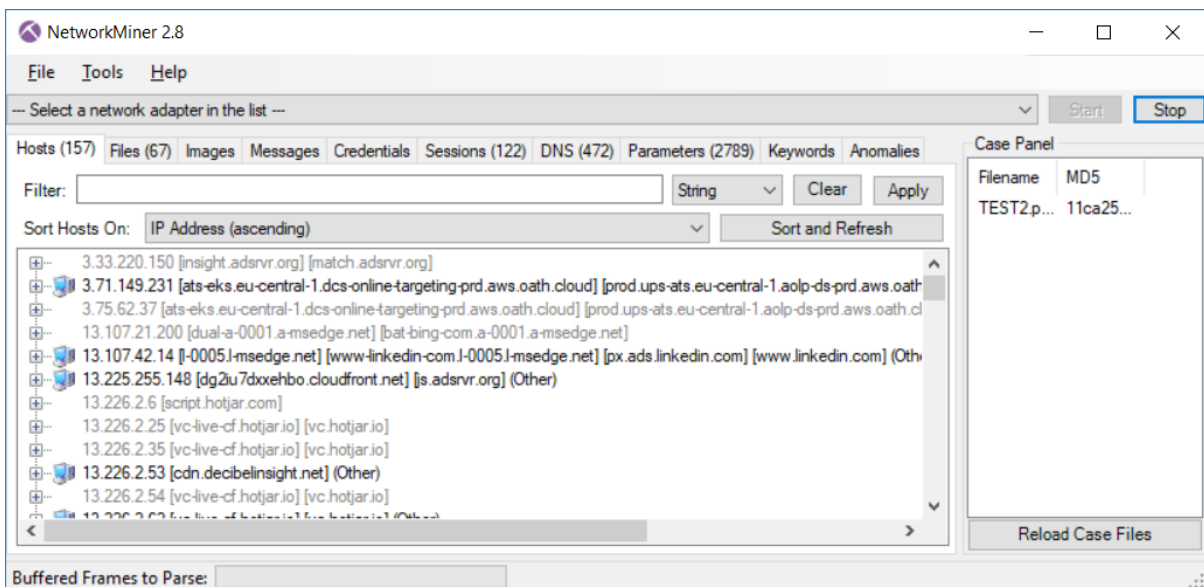 NetworkMiner 2.8
File Tools Help
--- Select a network adapter in the list --- Start Stop
Hosts (157) Files (67) Images Messages Credentials Sessions (122) DNS (472) Parameters (2789) Keywords Anomalies
Case Panel
Filter: String Clear Apply
Filename MD5
TEST2.p... 11ca25...
Sort Hosts On: IP Address (ascending) Sort and Refresh
3.33.220.150 [insight.adsrvr.org] [match.adsrvr.org]
3.71.149.231 [ats-eks.eu-central-1.dcs-online-targeting-prd.aws.oath.cloud] [prod.ups-ats.eu-central-1.aolp-ds-prd.aws.oath
3.75.62.37 [ats-eks.eu-central-1.dcs-online-targeting-prd.aws.oath.cloud] [prod.ups-ats.eu-central-1.aolp-ds-prd.aws.oath.cl
13.107.21.200 [dual-a-0001.a-msedge.net] [bat-bing-com.a-0001.a-msedge.net]
13.107.42.14 [l-0005.l-msedge.net] [www-linkedin-com.l-0005.l-msedge.net] [px.ads.linkedin.com] [www.linkedin.com] (Oth
13.225.255.148 [dg2iu7dxxehbo.cloudfront.net] [js.adsrvr.org] (Other)
13.226.2.6 [script.hotjar.com]
13.226.2.25 [vc-live-cf.hotjar.io] [vc.hotjar.io]
13.226.2.35 [vc-live-cf.hotjar.io] [vc.hotjar.io]
13.226.2.53 [cdn.decibelinsight.net] (Other)
13.226.2.54 [vc-live-cf.hotjar.io] [vc.hotjar.io]
Reload Case Files
Buffered Frames to Parse: